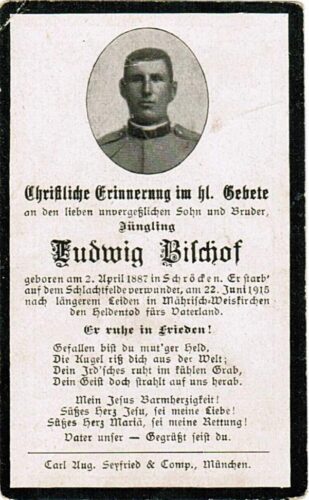 Christliche Erinnerung im hl. Gebete
an den lieben unvergeßlichen Sohn und Bruder,
Jüngling
Ludwig Bischof
geboren am 2. April 1887 in Schröcken. Er starb
auf dem Schlachtfelde verwundet, am 22. Juni 1915
nach längerem Leiden in Mährisch-Weiskirchen
den Heldentod fürs Vaterland.
Er ruhe in Frieden!
Gefallen bist du mut'ger Held.
Die Kugel riß dich aus der Welt;
Dein Ird'sches ruht im kühlen Grab,
Dein Geist doch strahlt auf uns herab.
Mein Jesus Barmherzigkeit!
Süßes Herz Jesu, sei meine Liebe!
Süßes Herz Mariä, sei meine Rettung!
Vater unser — Gegrüßt seist du.
Carl Aug. Seyfried & Comp., München.